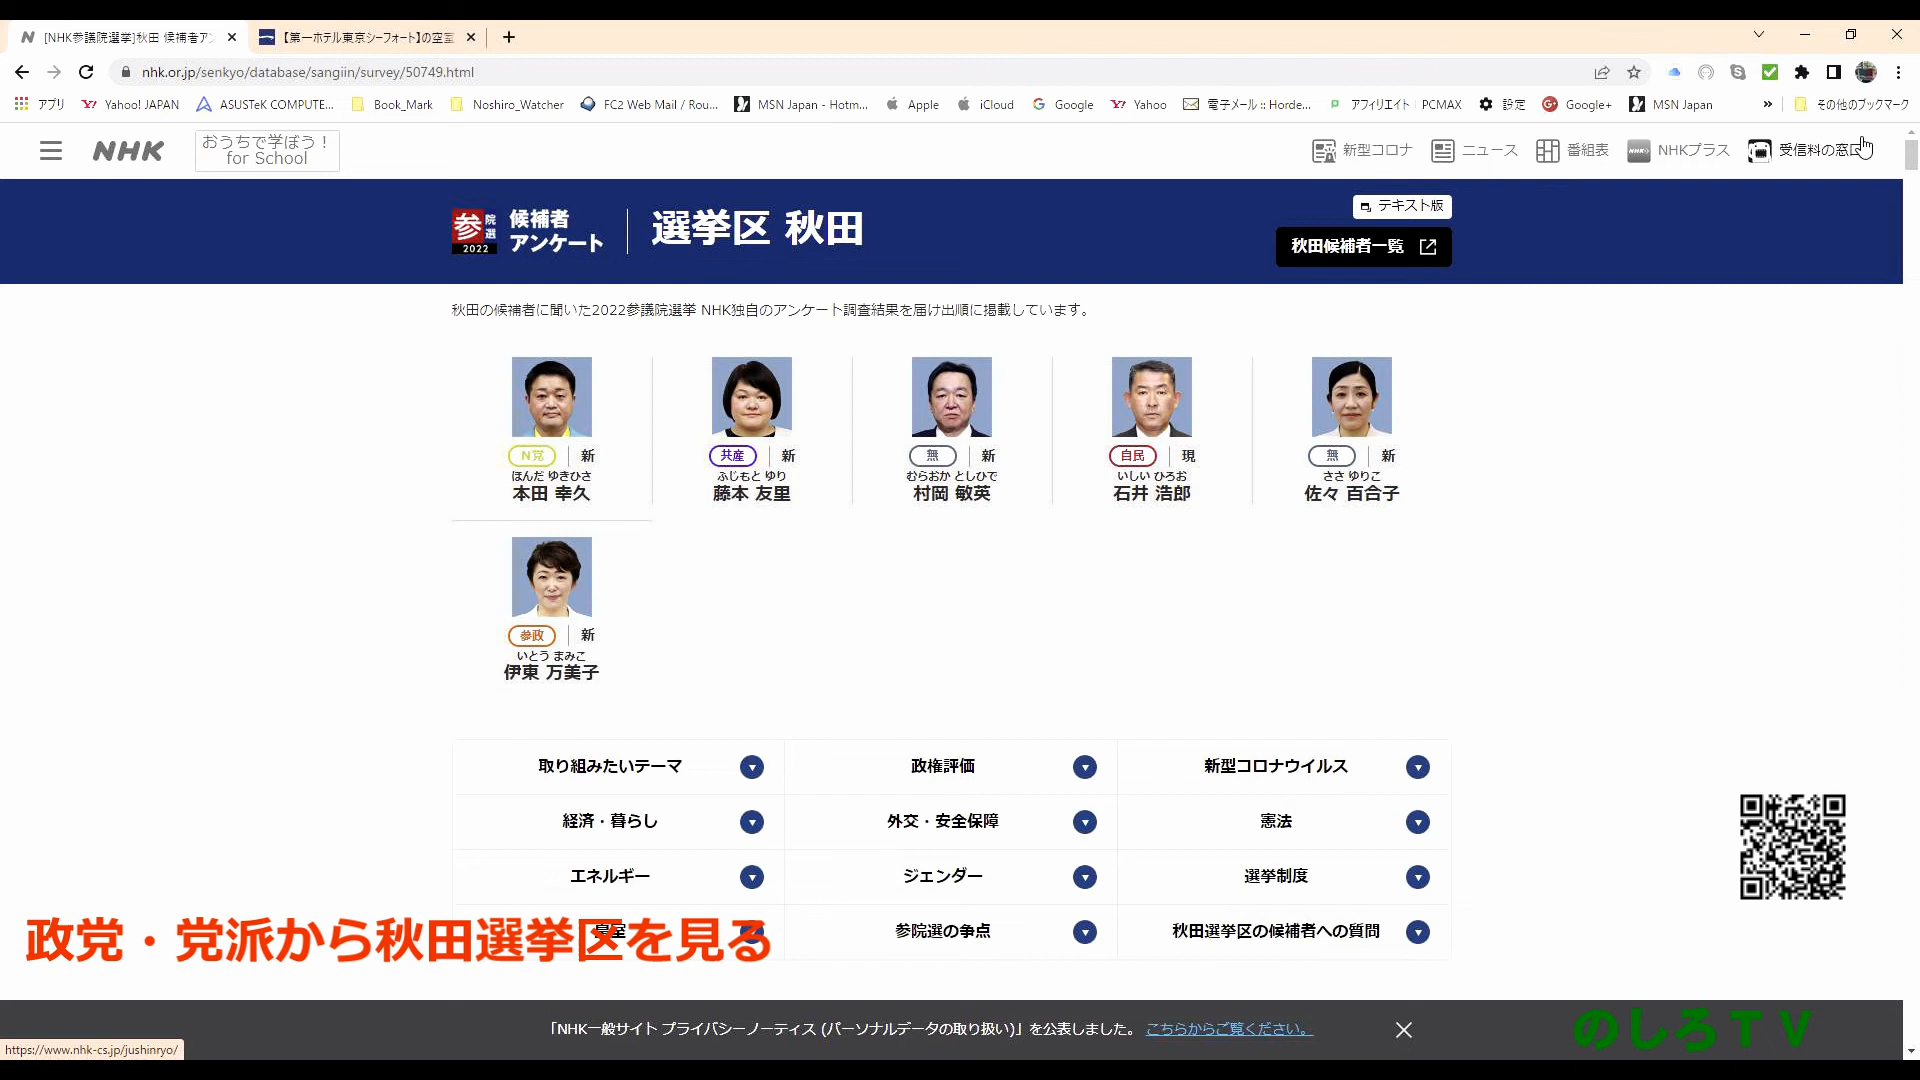 [NHK参議院選挙]秋田 候補者ア
【第一ホテル東京シーフォート】の空室
nhk.or.jp/senkyo/database/sangiin/survey/50749.html
アプリ
Yahoo! JAPAN
ASUSTeK COMPUTE...
Book_Mark
Noshiro_Watcher
FC2 Web Mail / Rou...
MSN Japan - Hotm...
Apple
iCloud
Google
Yahoo
電子メール :: Horde...
アフィリエイト | PCMAX
設定
Google+
MSN Japan
»
その他のブックマーク
NHK
おうちで学ぼう！
for School
新型コロナ
ニュース
番組表
NHKプラス
受信料の窓口
参院選
2022
候補者
アンケート
選挙区 秋田
テキスト版
秋田候補者一覧
秋田の候補者に聞いた2022参議院選挙 NHK独自のアンケート調査結果を届け出順に掲載しています。
N党 新
ほんだ ゆきひさ
本田 幸久
共産 新
ふじもと ゆり
藤本 友里
無 新
むらおか としひで
村岡 敏英
自民 現
いしい ひろお
石井 浩郎
無 新
ささ ゆりこ
佐々 百合子
参政 新
いとう まみこ
伊東 万美子
取り組みたいテーマ
政権評価
新型コロナウイルス
経済・暮らし
外交・安全保障
憲法
エネルギー
ジェンダー
選挙制度
皇室
参院選の争点
秋田選挙区の候補者への質問
政党・党派から秋田選挙区を見る
「NHK一般サイト プライバシーノーティス (パーソナルデータの取り扱い)」を公表しました。 こちらからご覧ください。
のしろTV
https://www.nhk-cs.jp/jushinryo/